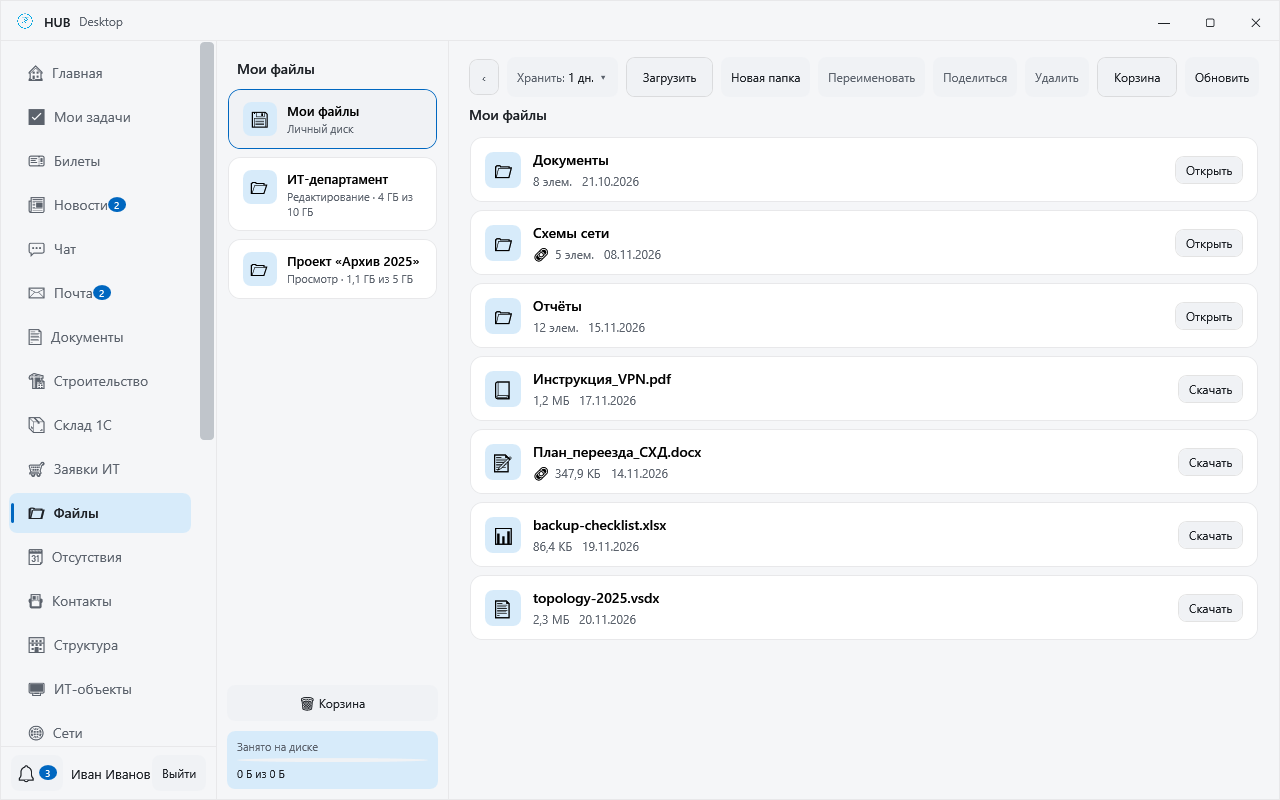 HUB Desktop
Главная
Мои задачи
Билеты
Новости 2
Чат
Почта 2
Документы
Строительство
Склад 1С
Заявки ИТ
Файлы
31 Отсутствия
Контакты
Структура
ИТ-объекты
Сети
3 Иван Иванов Выйти
Мои файлы
Мои файлы
Личный диск
ИТ-департамент
Редактирование · 4 ГБ из
10 ГБ
Проект «Архив 2025»
Просмотр · 1,1 ГБ из 5 ГБ
Корзина
Занято на диске
0 Б из 0 Б
‹ Хранить: 1 дн. ▾ Загрузить Новая папка Переименовать Поделиться Удалить Корзина Обновить
Мои файлы
Документы
8 элем. 21.10.2026
Открыть
Схемы сети
5 элем. 08.11.2026
Открыть
Отчёты
12 элем. 15.11.2026
Открыть
Инструкция_VPN.pdf
1,2 МБ 17.11.2026
Скачать
План_переезда_СХД.docx
347,9 КБ 14.11.2026
Скачать
backup-checklist.xlsx
86,4 КБ 19.11.2026
Скачать
topology-2025.vsdx
2,3 МБ 20.11.2026
Скачать